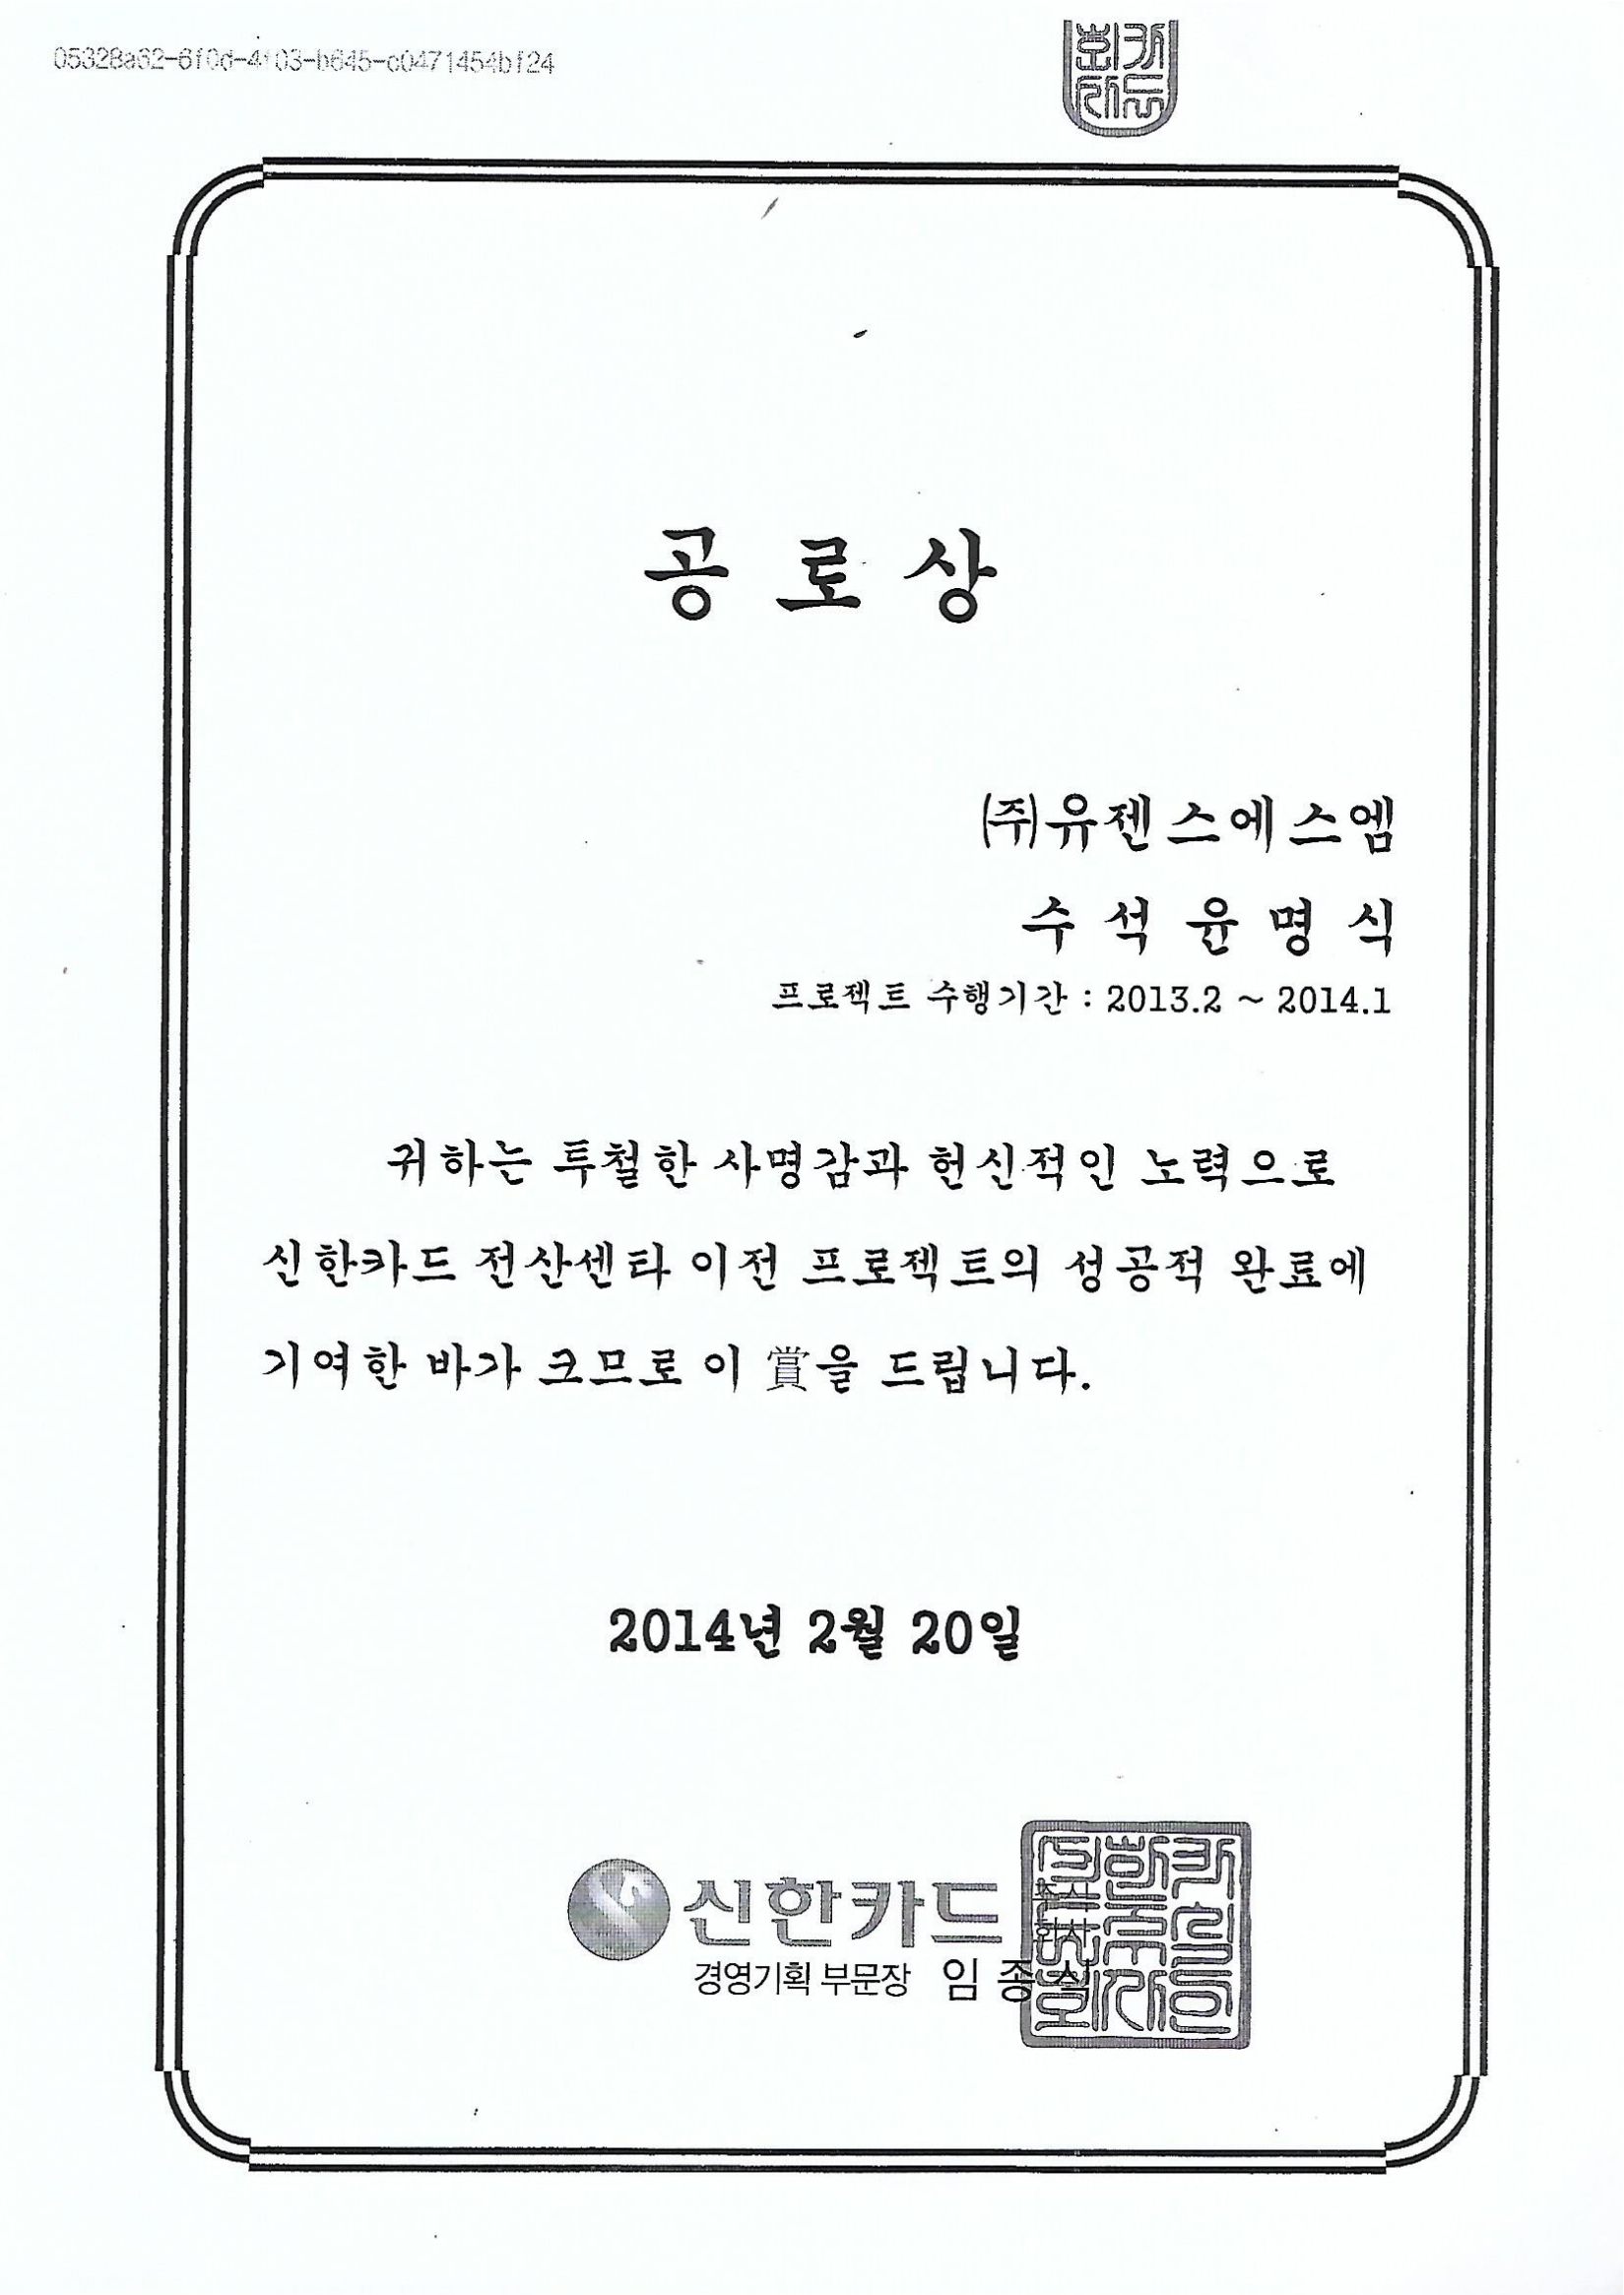 공 로 상
(주)유젠스에스엠
수 석 윤 명 식
프로젝트 수행기간 : 2013.2 ~ 2014.1
귀하는 투철한 사명감과 헌신적인 노력으로
신한카드 전산센타 이전 프로젝트의 성공적 완료에
기여한 바가 크므로 이 賞을 드립니다.
2014년 2월 20일
신한카드 주식회사
경영기획 부문장 임 종 식